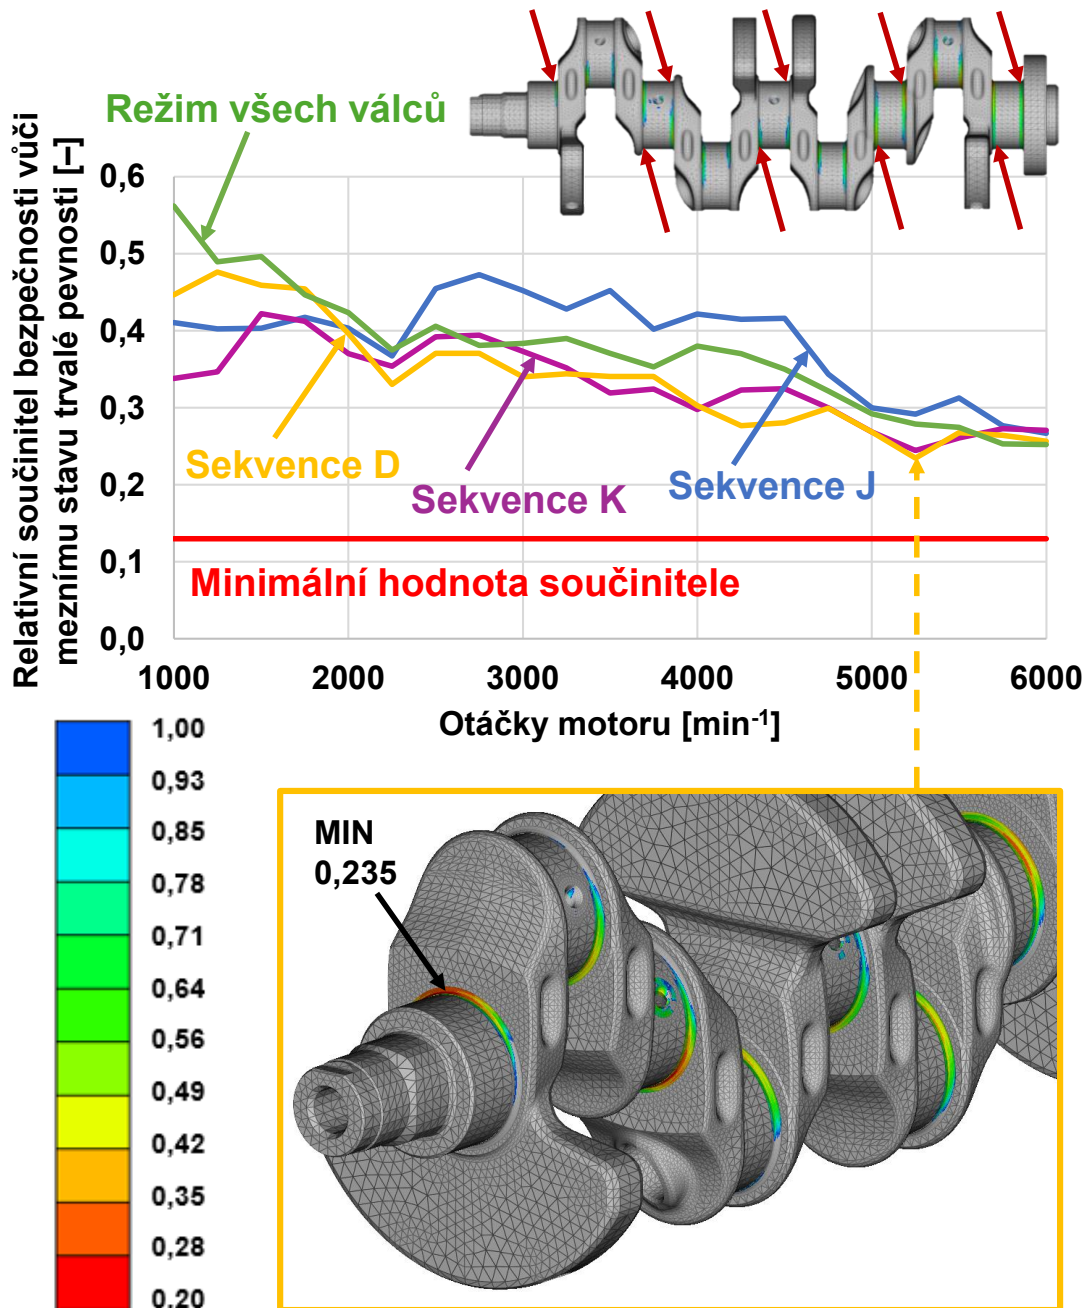 Relativní součinitel bezpečnosti vůči
meznímu stavu trvalé pevnosti [–]
Režim všech válců
0,6
0,5
0,4
0,3
0,2
0,1
0,0
Sekvence D
Sekvence K
Sekvence J
Minimální hodnota součinitele
1000
2000
3000
4000
5000
6000
Otáčky motoru [min⁻¹]
1,00
0,93
0,85
0,78
0,71
0,64
0,56
0,49
0,42
0,35
0,28
0,20
MIN
0,235